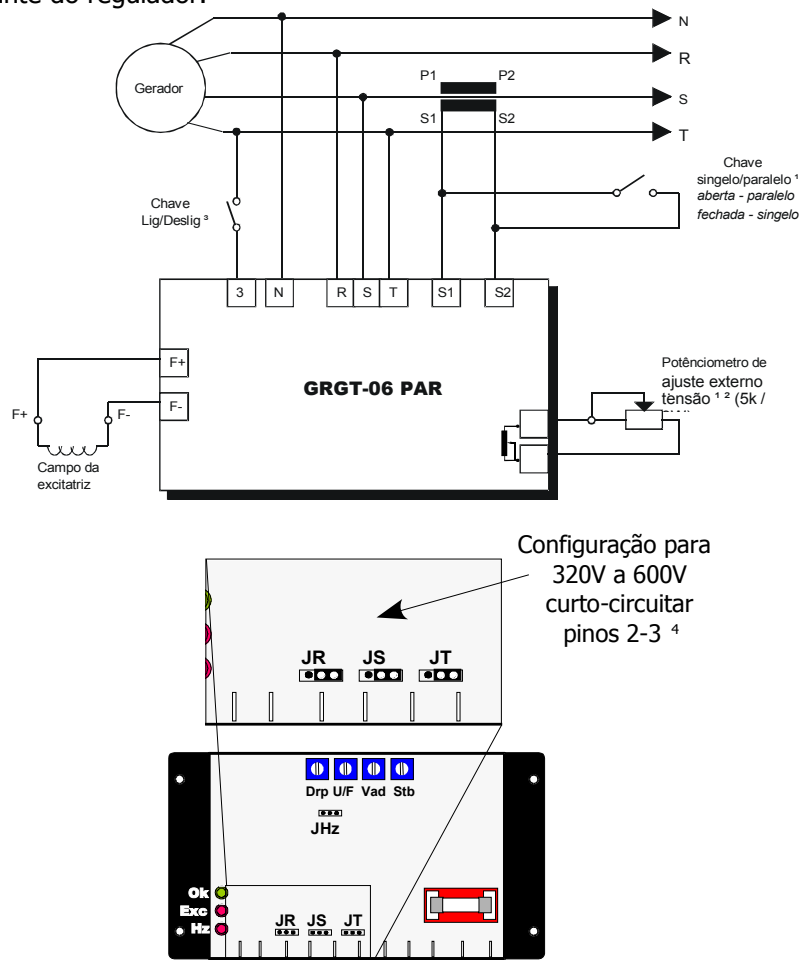 do regulador.
N
R
S
T
Gerador
P1 P2
S1 S2
Chave
Lig/Deslig ³
Chave
singelo/paralelo ¹
aberta - paralelo
fechada - singelo
3 N R S T S1 S2
F+
F-
GRGT-06 PAR
F+ F-
Campo da
excitatriz
Potênciometro de
ajuste externo
tensão ¹ ² (5k /
Configuração para
320V a 600V
curto-circuitar
pinos 2-3 ⁴
JR JS JT
Drp U/F Vad Stb
JHz
Ok
Exc
Hz
JR JS JT